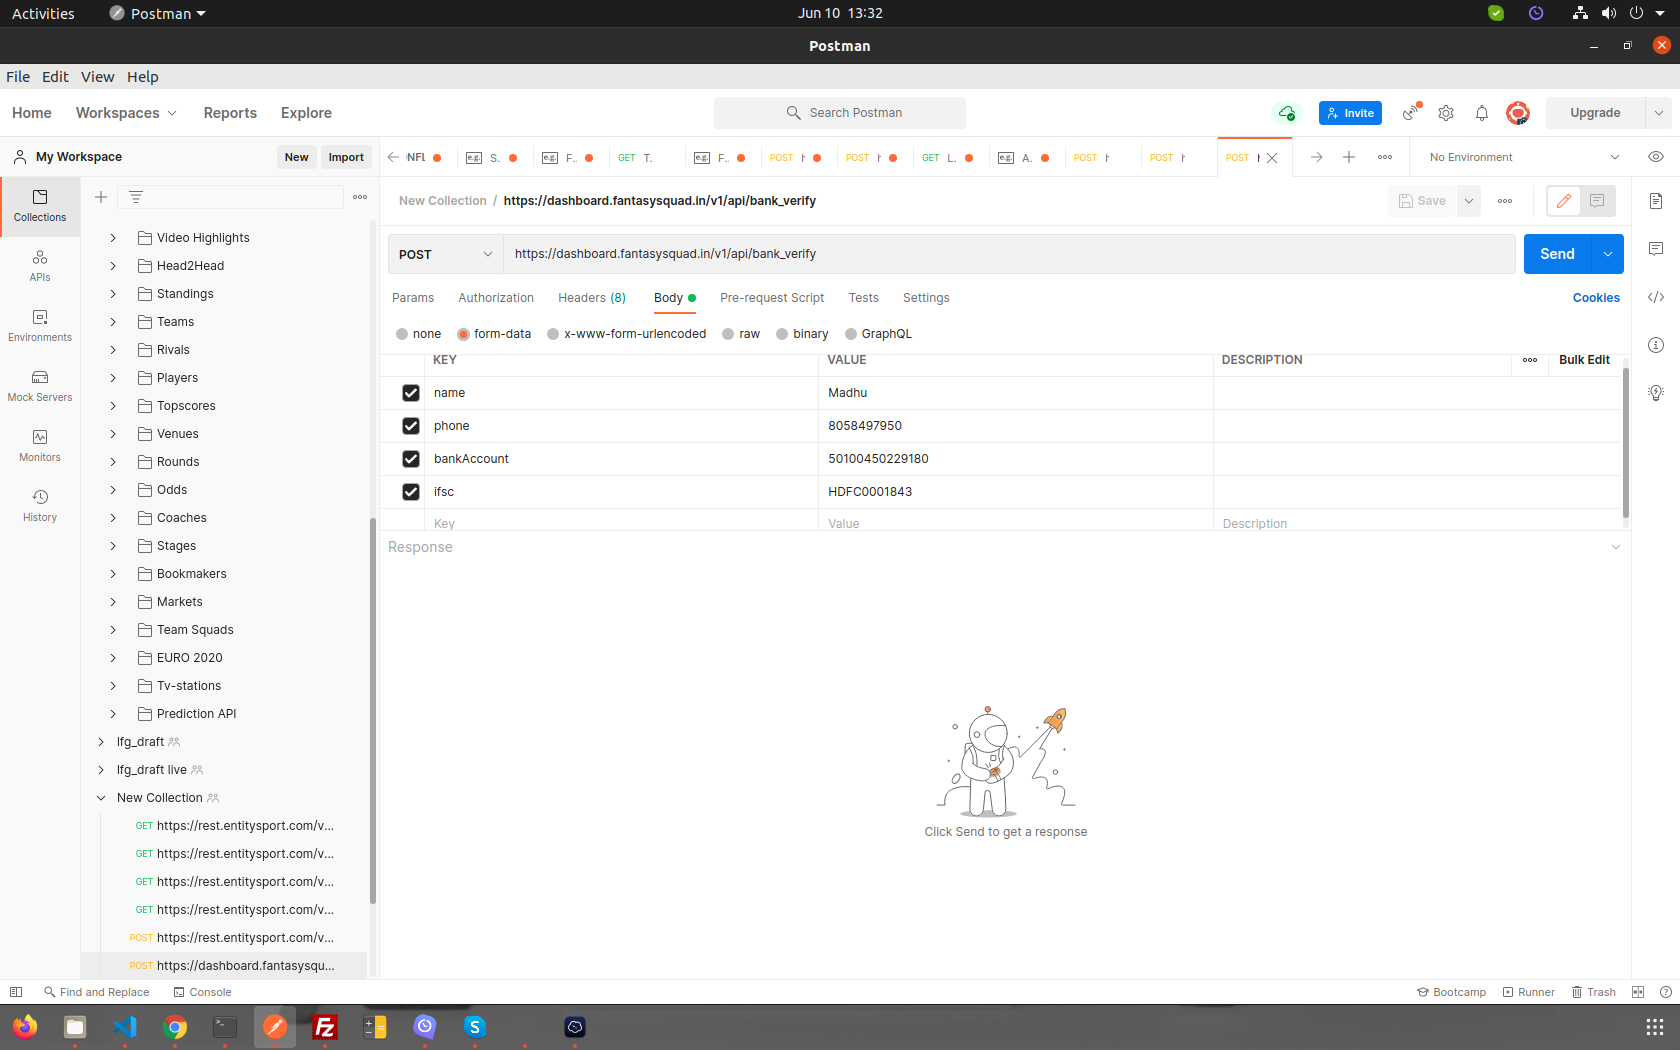 Activities
Postman
Jun 10 13:32
Postman
File Edit View Help
Home Workspaces Reports Explore
Search Postman
Invite
Upgrade
My Workspace
New
Import
NFL
e.g. S.
e.g. F.
GET T.
e.g. F.
POST
POST
GET L.
e.g. A.
POST
POST
POST
No Environment
Collections
APIs
Environments
Mock Servers
Monitors
History
Video Highlights
Head2Head
Standings
Teams
Rivals
Players
Topscores
Venues
Rounds
Odds
Coaches
Stages
Bookmakers
Markets
Team Squads
EURO 2020
Tv-stations
Prediction API
lfg_draft
lfg_draft live
New Collection
GET https://rest.entitysport.com/v...
GET https://rest.entitysport.com/v...
GET https://rest.entitysport.com/v...
GET https://rest.entitysport.com/v...
POST https://rest.entitysport.com/v...
POST https://dashboard.fantasysqu...
New Collection / https://dashboard.fantasysquad.in/v1/api/bank_verify
Save
POST
https://dashboard.fantasysquad.in/v1/api/bank_verify
Send
Params Authorization Headers (8) Body Pre-request Script Tests Settings
Cookies
none form-data x-www-form-urlencoded raw binary GraphQL
KEY VALUE DESCRIPTION Bulk Edit
name Madhu
phone 8058497950
bankAccount 50100450229180
ifsc HDFC0001843
Key Value Description
Response
Click Send to get a response
Find and Replace
Console
Bootcamp
Runner
Trash